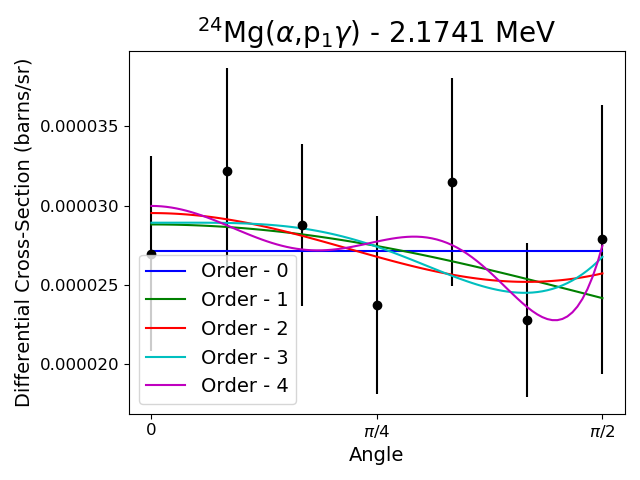 ²⁴Mg(α,p₁γ) - 2.1741 MeV
Differential Cross-Section (barns/sr)
0.000035
0.000030
0.000025
0.000020
Order - 0
Order - 1
Order - 2
Order - 3
Order - 4
0 π/4 π/2
Angle